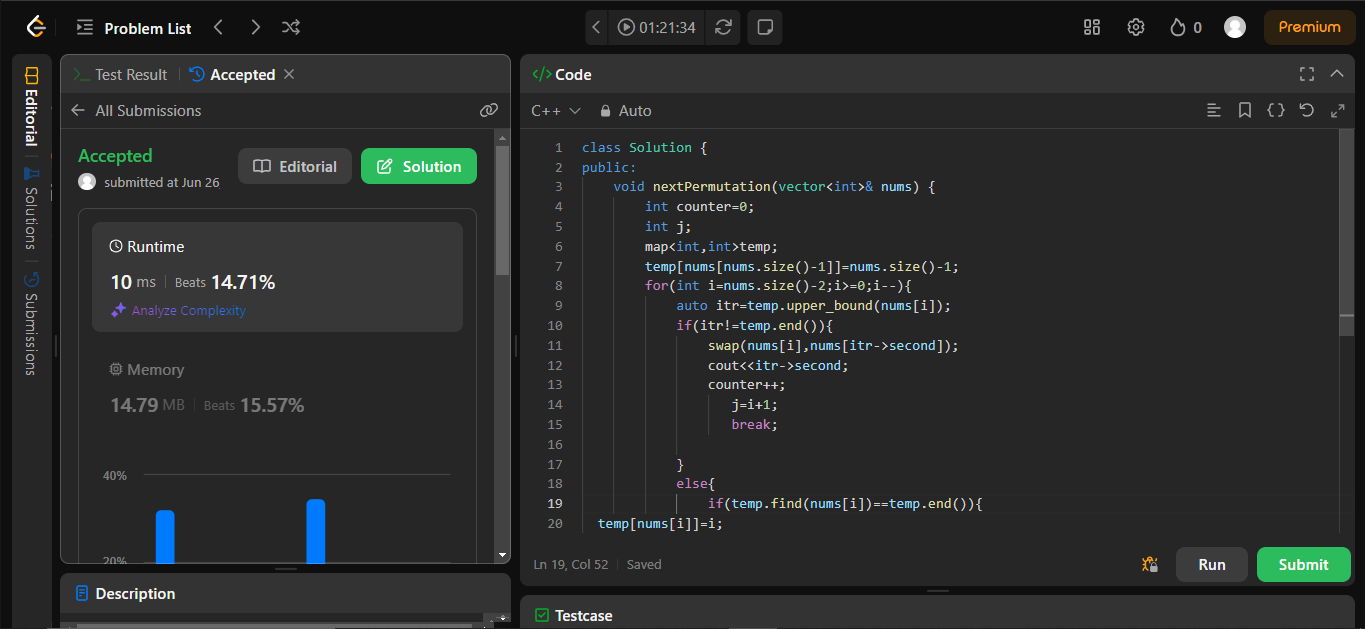 Problem List
01:21:34
0
Premium
Editorial
Solutions
Submissions
Test Result
Accepted
All Submissions
Accepted
submitted at Jun 26
Editorial
Solution
Runtime
10 ms
Beats 14.71%
Analyze Complexity
Memory
14.79 MB
Beats 15.57%
40%
20%
Description
</> Code
C++
Auto
1 class Solution {
2 public:
3     void nextPermutation(vector<int>& nums) {
4         int counter=0;
5         int j;
6         map<int,int>temp;
7         temp[nums[nums.size()-1]]=nums.size()-1;
8         for(int i=nums.size()-2;i>=0;i--){
9             auto itr=temp.upper_bound(nums[i]);
10             if(itr!=temp.end()){
11                 swap(nums[i],nums[itr->second]);
12                 cout<<itr->second;
13                 counter++;
14                    j=i+1;
15                    break;
16
17             }
18             else{
19                 if(temp.find(nums[i])==temp.end()){
20   temp[nums[i]]=i;
Ln 19, Col 52
Saved
Run
Submit
Testcase